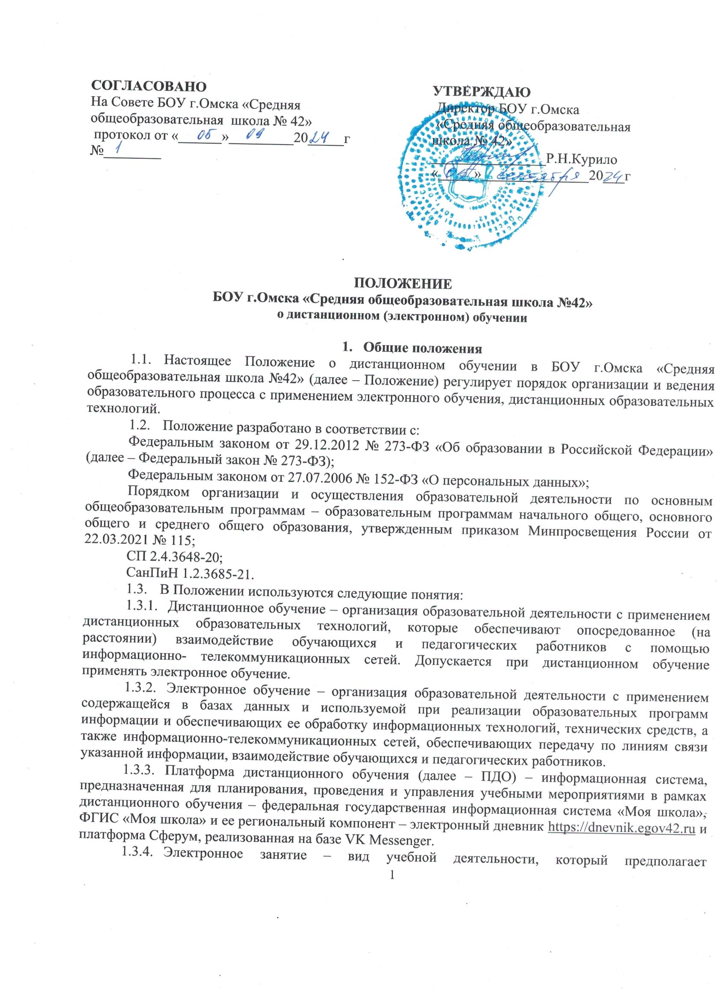 СОГЛАСОВАНО
На Совете БОУ г.Омска «Средняя
общеобразовательная школа № 42»
протокол от «___05___»___09___2024г
№___1___
УТВЕРЖДАЮ
Директор БОУ г.Омска
«Средняя общеобразовательная
школа № 42»
_______________Р.Н.Курило
«___05___»___сентября___2024г
ПОЛОЖЕНИЕ
БОУ г.Омска «Средняя общеобразовательная школа №42»
о дистанционном (электронном) обучении
1. Общие положения
1.1. Настоящее Положение о дистанционном обучении в БОУ г.Омска «Средняя
общеобразовательная школа №42» (далее – Положение) регулирует порядок организации и ведения
образовательного процесса с применением электронного обучения, дистанционных образовательных
технологий.
1.2. Положение разработано в соответствии с:
Федеральным законом от 29.12.2012 № 273-ФЗ «Об образовании в Российской Федерации»
(далее – Федеральный закон № 273-ФЗ);
Федеральным законом от 27.07.2006 № 152-ФЗ «О персональных данных»;
Порядком организации и осуществления образовательной деятельности по основным
общеобразовательным программам – образовательным программам начального общего, основного
общего и среднего общего образования, утвержденным приказом Минпросвещения России от
22.03.2021 № 115;
СП 2.4.3648-20;
СанПиН 1.2.3685-21.
1.3. В Положении используются следующие понятия:
1.3.1. Дистанционное обучение – организация образовательной деятельности с применением
дистанционных образовательных технологий, которые обеспечивают опосредованное (на
расстоянии) взаимодействие обучающихся и педагогических работников с помощью
информационно- телекоммуникационных сетей. Допускается при дистанционном обучение
применять электронное обучение.
1.3.2. Электронное обучение – организация образовательной деятельности с применением
содержащейся в базах данных и используемой при реализации образовательных программ
информации и обеспечивающих ее обработку информационных технологий, технических средств, а
также информационно-телекоммуникационных сетей, обеспечивающих передачу по линиям связи
указанной информации, взаимодействие обучающихся и педагогических работников.
1.3.3. Платформа дистанционного обучения (далее – ПДО) – информационная система,
предназначенная для планирования, проведения и управления учебными мероприятиями в рамках
дистанционного обучения – федеральная государственная информационная система «Моя школа»,
ФГИС «Моя школа» и ее региональный компонент – электронный дневник https://dnevnik.egov42.ru и
платформа Сферум, реализованная на базе VK Messenger.
1.3.4. Электронное занятие – вид учебной деятельности, который предполагает
1